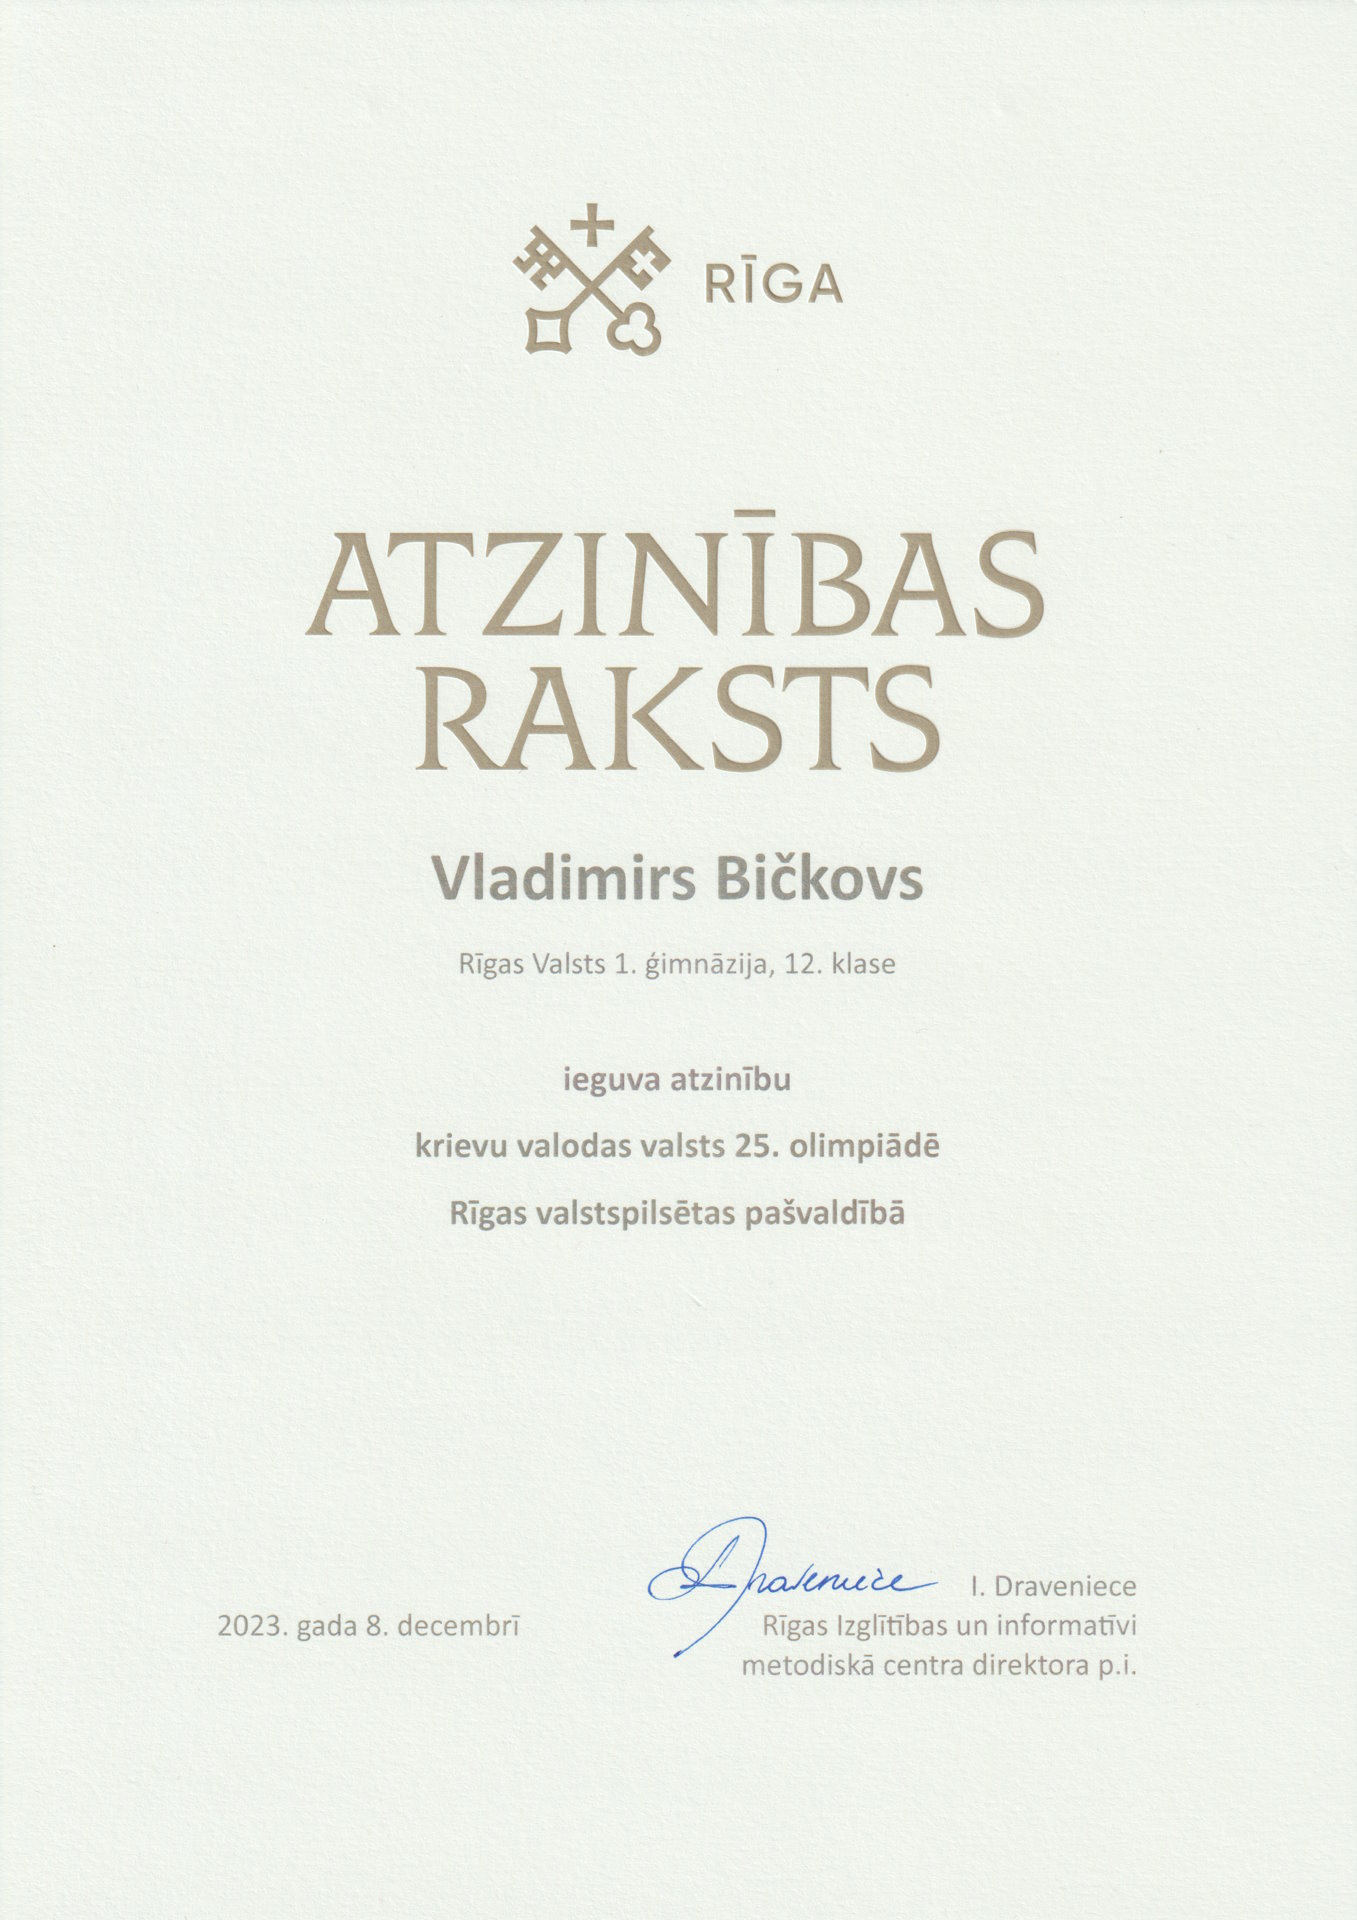 RĪGA
ATZINĪBAS
RAKSTS
Vladimirs Bičkovs
Rīgas Valsts 1. ģimnāzija, 12. klase
ieguva atzinību
krievu valodas valsts 25. olimpiādē
Rīgas valstspilsētas pašvaldībā
2023. gada 8. decembrī
Draveniece
I. Draveniece
Rīgas Izglītības un informatīvi
metodiskā centra direktora p.i.